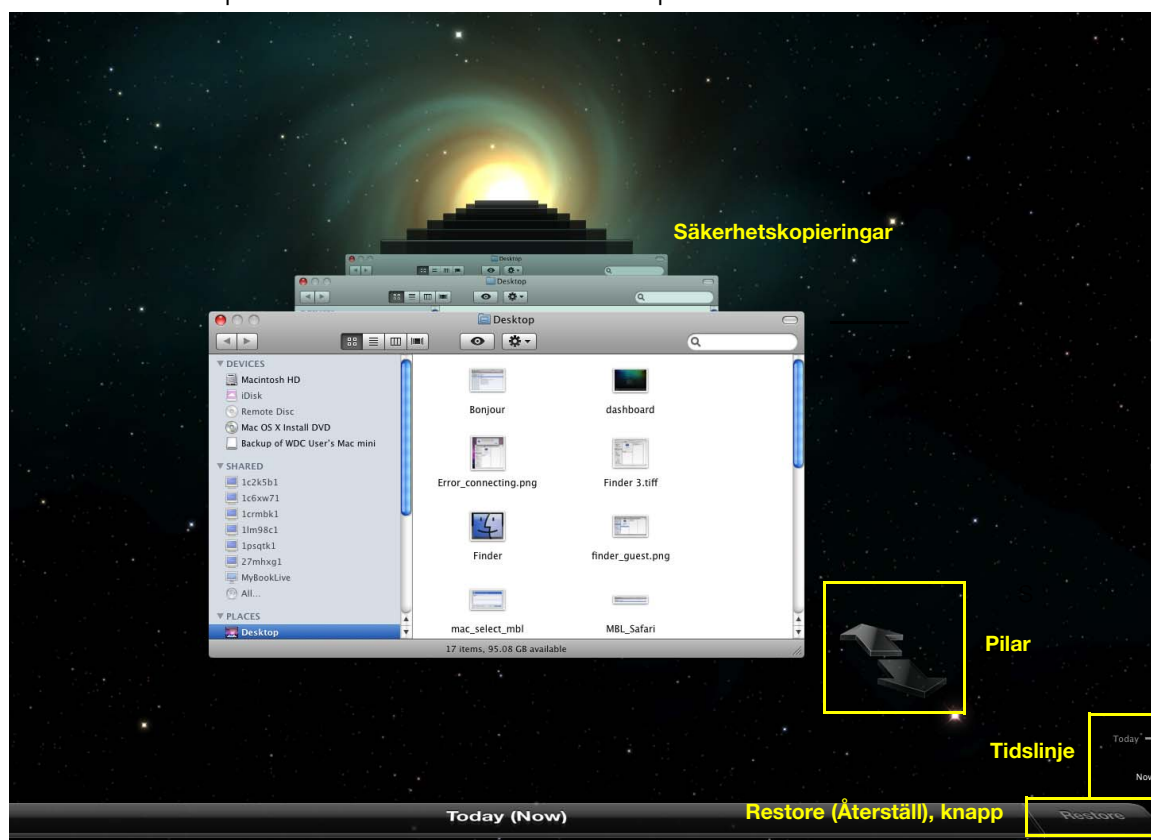 Säkerhetskopieringar
Desktop
Desktop
Desktop
DEVICES
Macintosh HD
iDisk
Remote Disc
Mac OS X Install DVD
Backup of WDC User's Mac mini
SHARED
1c2k5b1
1c6xw71
1crmbk1
1lm98c1
1psqtk1
27mhxg1
MyBookLive
All...
PLACES
Desktop
Bonjour
dashboard
Error_connecting.png
Finder 3.tiff
Finder
finder_guest.png
mac_select_mbl
MBL_Safari
17 items, 95.08 GB available
Pilar
Tidslinje
Today
Now
Today (Now)
Restore (Återställ), knapp
Restore